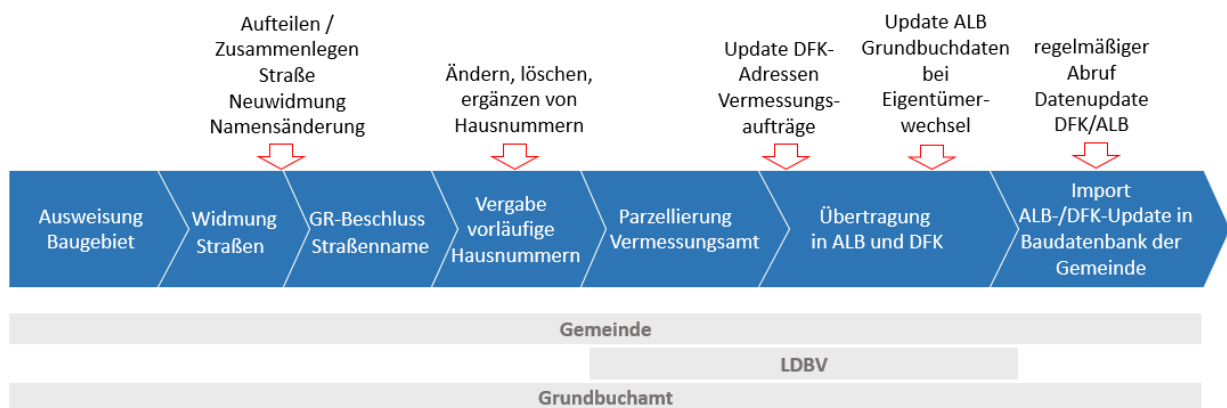 Aufteilen /
Zusammenlegen
Straße
Neuwidmung
Namensänderung
Ändern, löschen,
ergänzen von
Hausnummern
Update DFK-
Adressen
Vermessungs-
aufträge
Update ALB
Grundbuchdaten
bei
Eigentümer-
wechsel
regelmäßiger
Abruf
Datenupdate
DFK/ALB
Ausweisung
Baugebiet
Widmung
Straßen
GR-Beschluss
Straßenname
Vergabe
vorläufige
Hausnummern
Parzellierung
Vermessungsamt
Übertragung
in ALB und DFK
Import
ALB-/DFK-Update in
Baudatenbank der
Gemeinde
Gemeinde
LDBV
Grundbuchamt